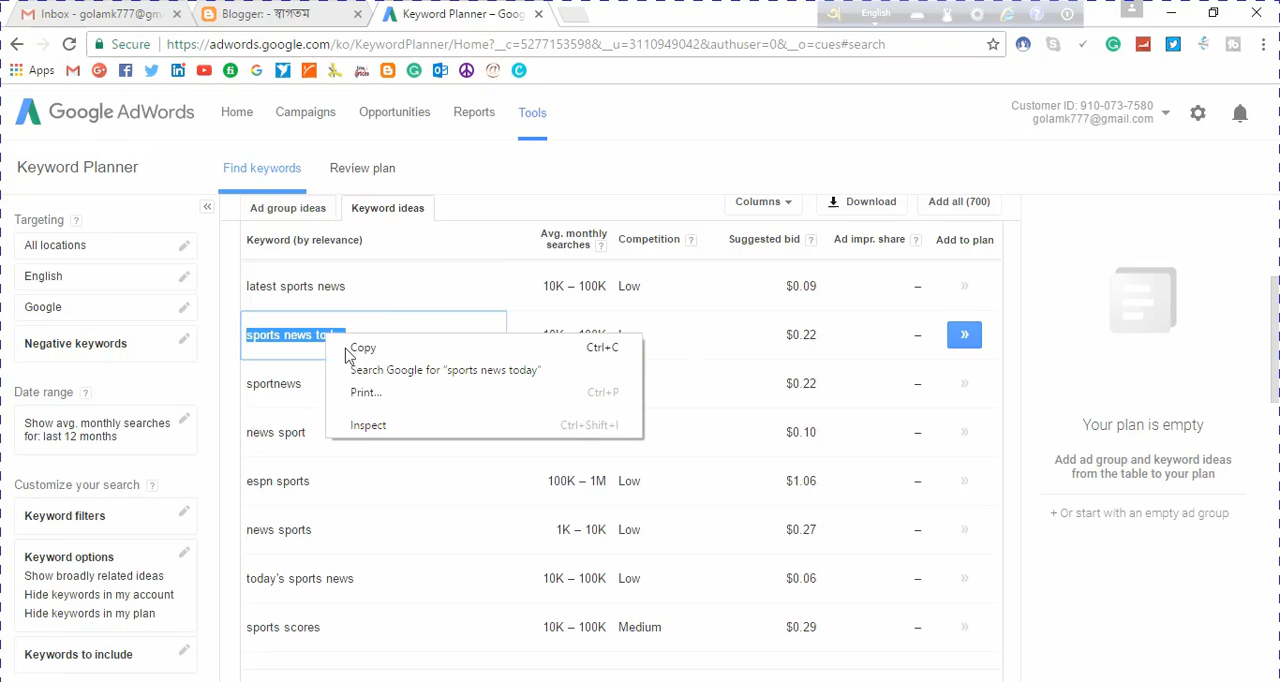 Inbox - golamk777@gm
Blogger: - স্বাগতম
Keyword Planner – Goog
English
Secure
https://adwords.google.com/ko/KeywordPlanner/Home?__c=5277153598&__u=3110949042&authuser=0&__o=cues#search
Apps
Google AdWords
Home
Campaigns
Opportunities
Reports
Tools
Customer ID: 910-073-7580
golamk777@gmail.com
Keyword Planner
Find keywords
Review plan
Targeting ?
All locations
English
Google
Negative keywords
Date range ?
Show avg. monthly searches
for: last 12 months
Customize your search ?
Keyword filters
Keyword options
Show broadly related ideas
Hide keywords in my account
Hide keywords in my plan
Keywords to include
Ad group ideas
Keyword ideas
Columns
Download
Add all (700)
Keyword (by relevance)
Avg. monthly
searches ?
Competition ?
Suggested bid ?
Ad impr. share ?
Add to plan
latest sports news 10K – 100K Low $0.09 –
sports news today $0.22 – »
sportnews $0.22 – »
news sport $0.10 – »
espn sports 100K – 1M Low $1.06 – »
news sports 1K – 10K Low $0.27 – »
today's sports news 10K – 100K Low $0.06 – »
sports scores 10K – 100K Medium $0.29 – »
Copy Ctrl+C
Search Google for "sports news today"
Print... Ctrl+P
Inspect Ctrl+Shift+I
Your plan is empty
Add ad group and keyword ideas
from the table to your plan
+ Or start with an empty ad group